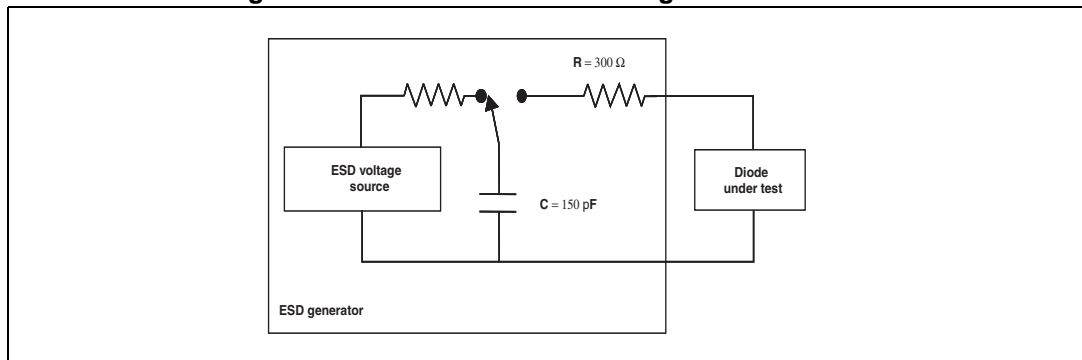 R = 300 Ω
ESD voltage
source
Diode
under test
C = 150 pF
ESD generator